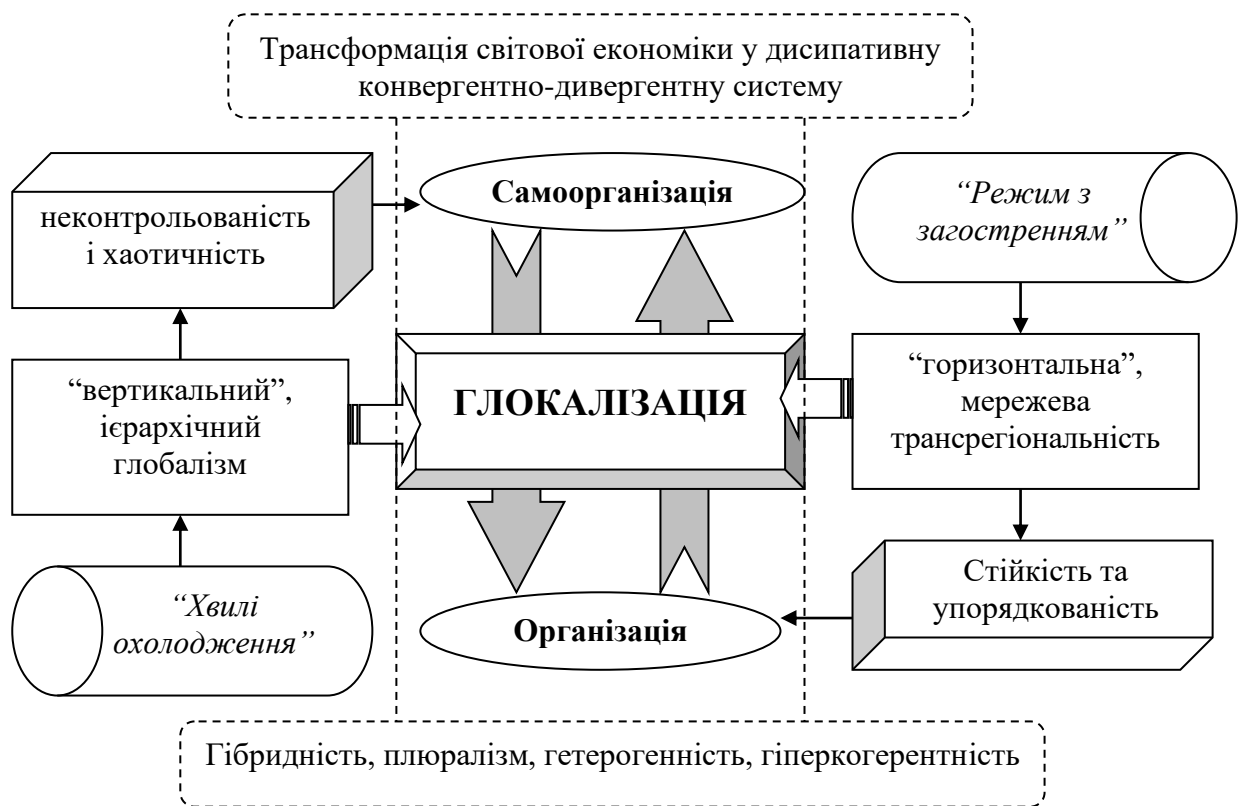 Трансформація світової економіки у дисипативну
конвергентно-дивергентну систему
Самоорганізація
неконтрольованість
і хаотичність
“Режим з
загостренням”
“вертикальний”,
ієрархічний
глобалізм
ГЛОКАЛІЗАЦІЯ
“горизонтальна”,
мережева
трансрегіональність
“Хвилі
охолодження”
Організація
Стійкість та
упорядкованість
Гібридність, плюралізм, гетерогенність, гіперкогерентність